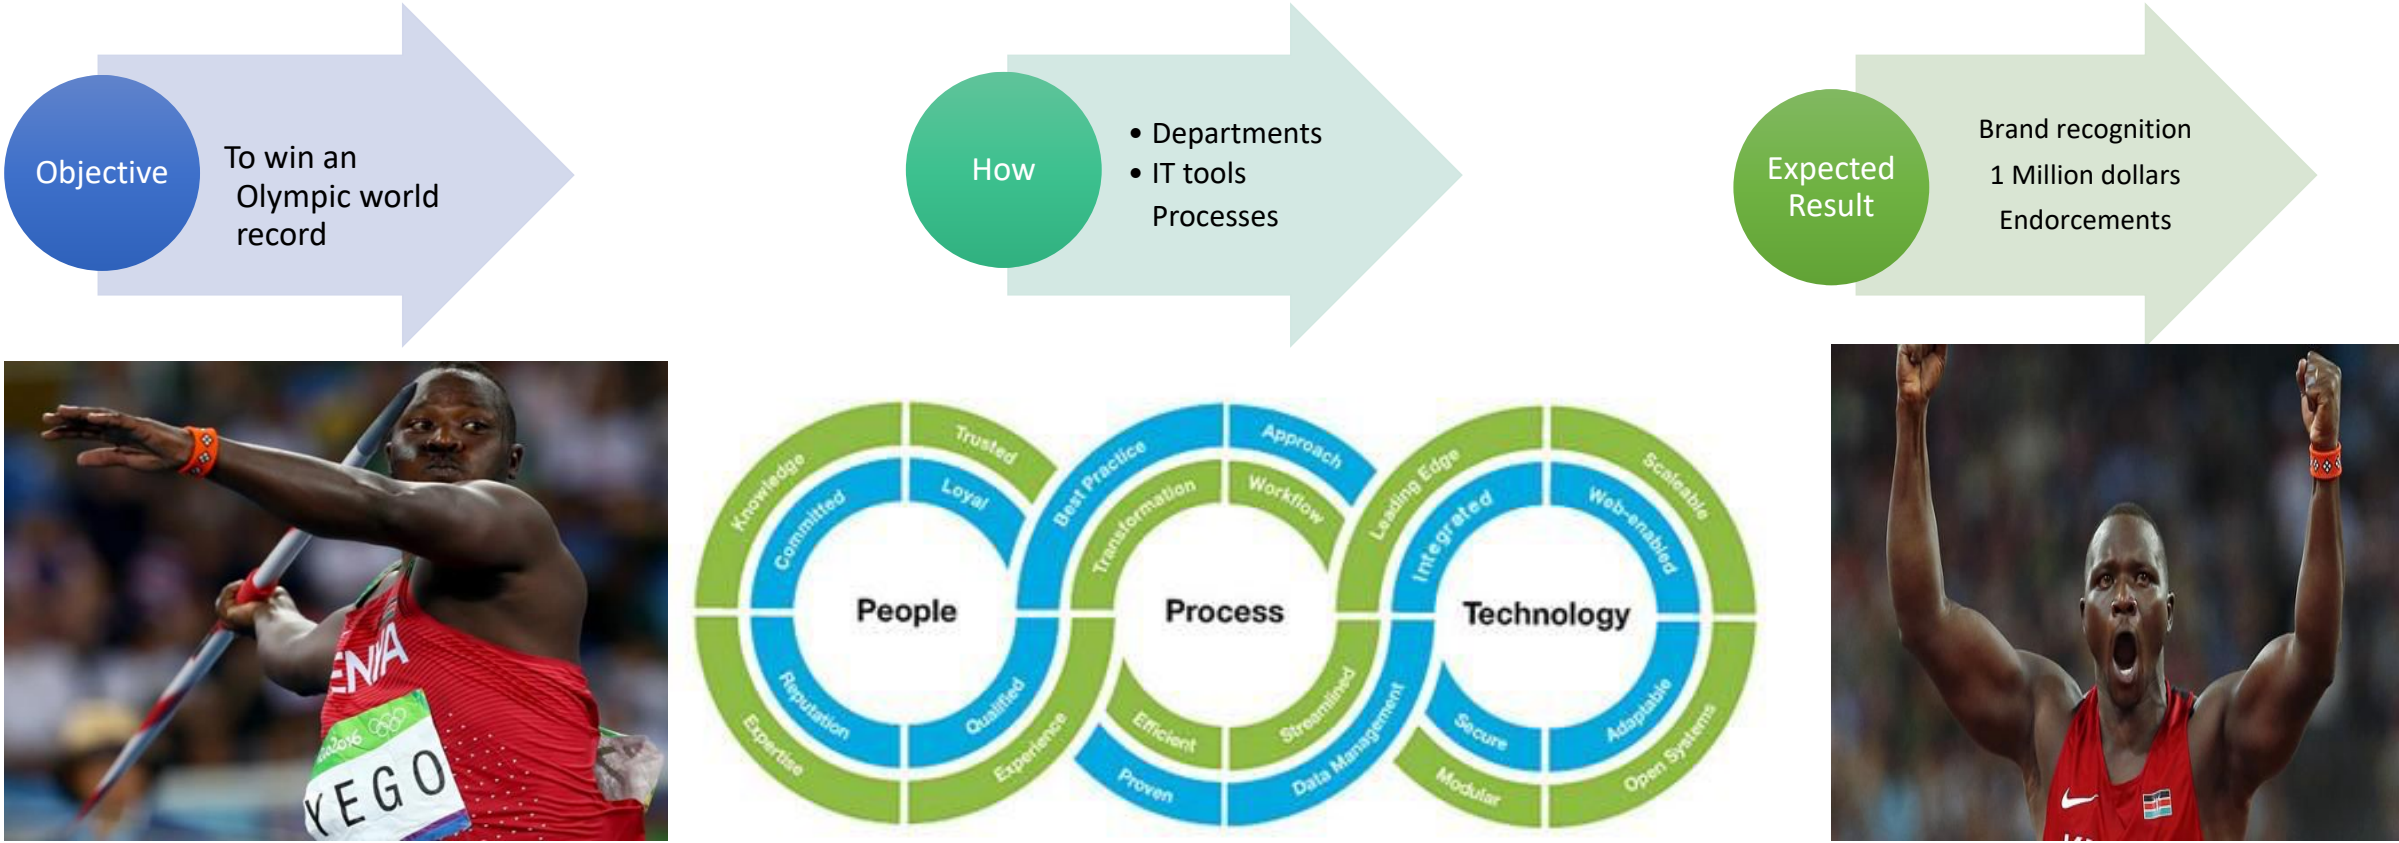 Objective
To win an
Olympic world
record
How
• Departments
• IT tools
Processes
Expected
Result
Brand recognition
1 Million dollars
Endorcements
ENYA
2016
YEGO
Knowledge
Trusted
Committed
Loyal
People
Reputation
Qualified
Expertise
Experience
Best Practice
Approach
Transformation
Workflow
Process
Efficient
Streamlined
Proven
Data Management
Leading Edge
Scaleable
Integrated
Web-enabled
Technology
Secure
Adaptable
Modular
Open Systems